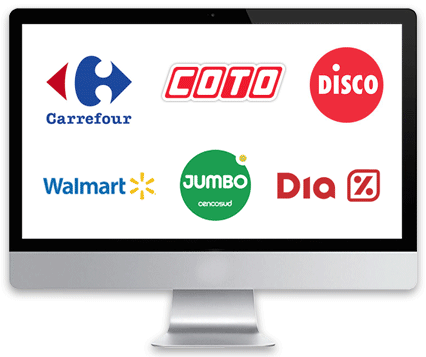 Carrefour
COTO
DISCO
Walmart
JUMBO
cencosud
Dia %